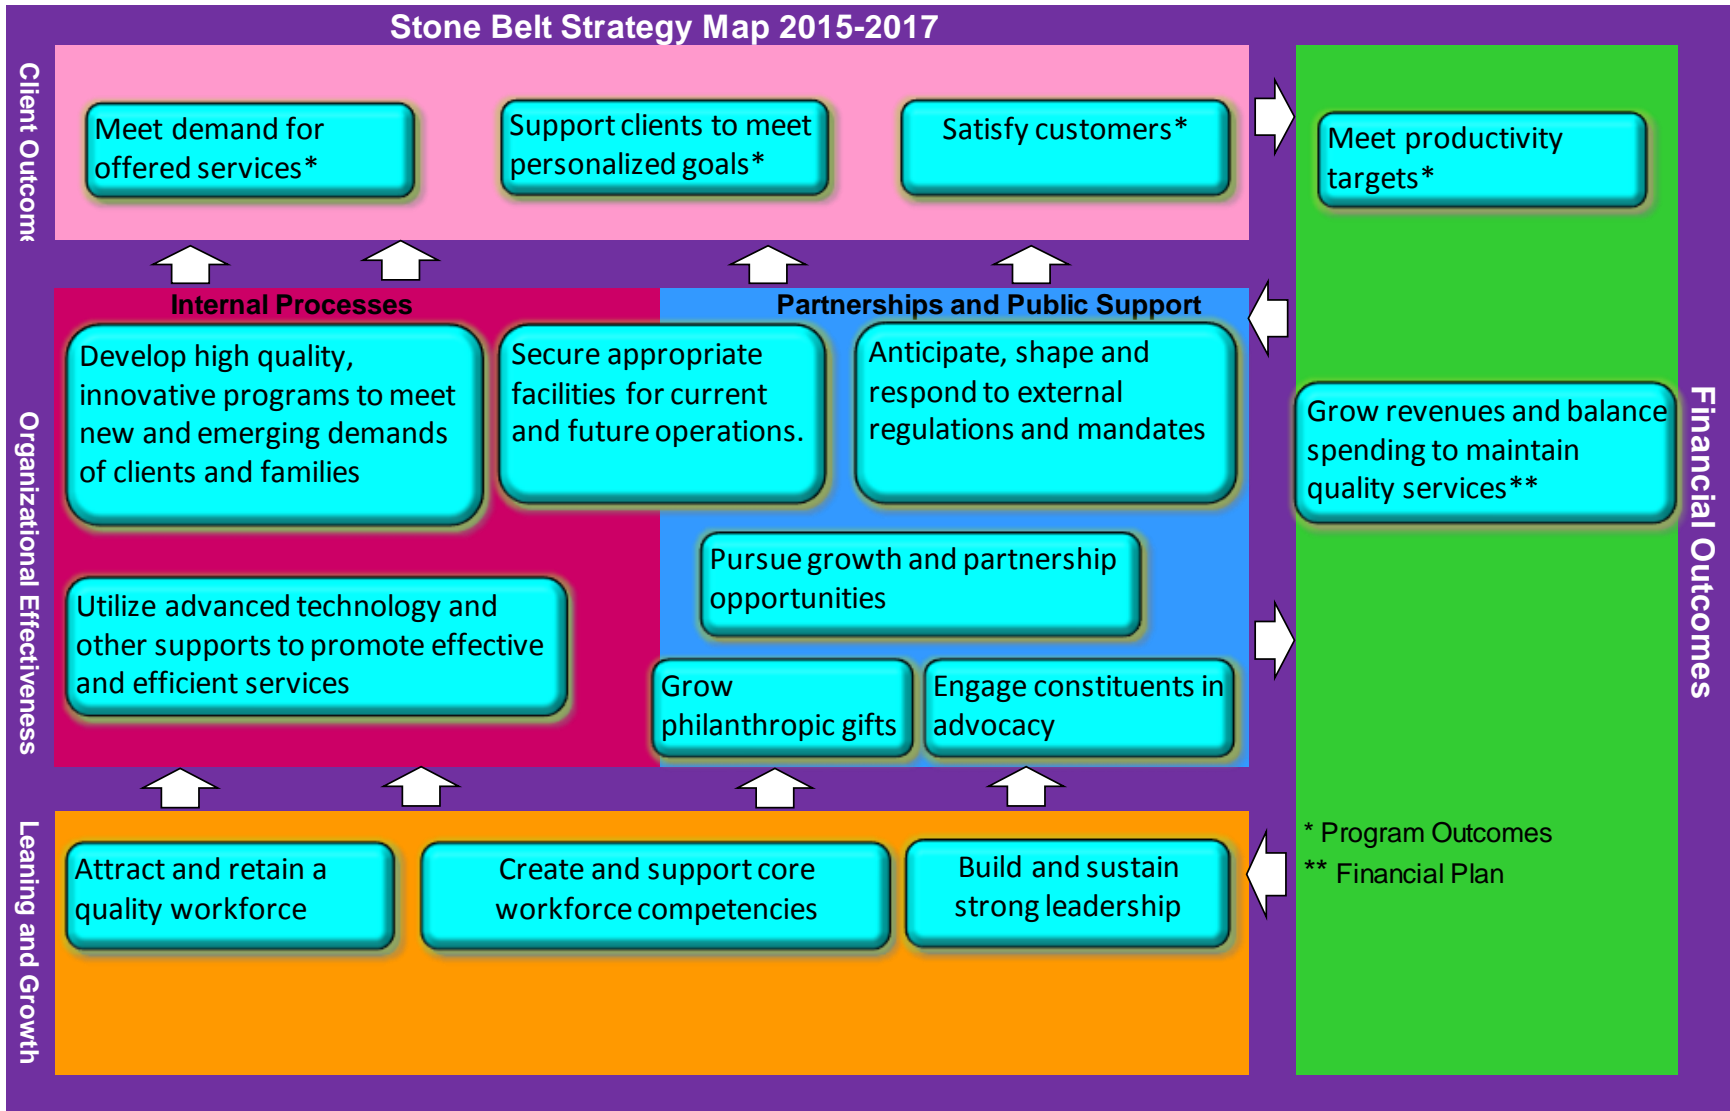 Stone Belt Strategy Map 2015-2017
Client Outcome
Meet demand for
offered services*
Support clients to meet
personalized goals*
Satisfy customers*
Meet productivity
targets*
Organizational Effectiveness
Internal Processes
Develop high quality,
innovative programs to meet
new and emerging demands
of clients and families
Secure appropriate
facilities for current
and future operations.
Utilize advanced technology and
other supports to promote effective
and efficient services
Partnerships and Public Support
Anticipate, shape and
respond to external
regulations and mandates
Pursue growth and partnership
opportunities
Grow
philanthropic gifts
Engage constituents in
advocacy
Grow revenues and balance
spending to maintain
quality services**
Financial Outcomes
Leaning and Growth
Attract and retain a
quality workforce
Create and support core
workforce competencies
Build and sustain
strong leadership
* Program Outcomes
** Financial Plan